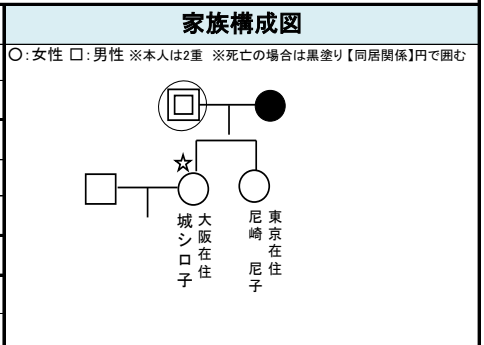 家族構成図
○:女性 □:男性 ※本人は2重 ※死亡の場合は黒塗り【同居関係】円で囲む
☆
大阪在住
城シロ子
東京在住
尼崎 尼子